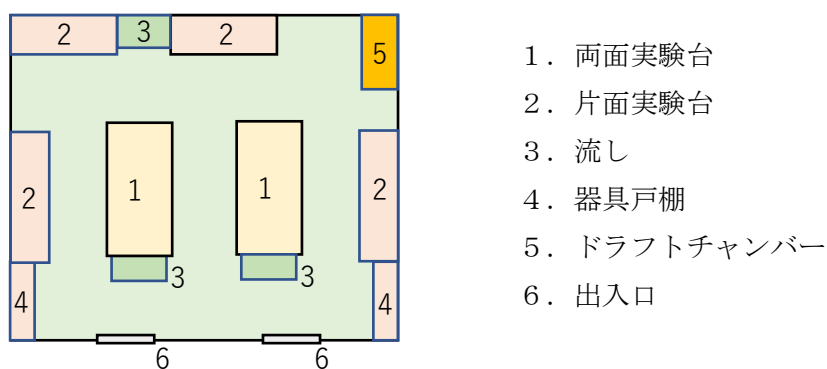 2 3 2 5
1．両面実験台
2．片面実験台
3．流し
4．器具戸棚
5．ドラフトチャンバー
6．出入口
2 1 1 2
3 3
4 4
6 6